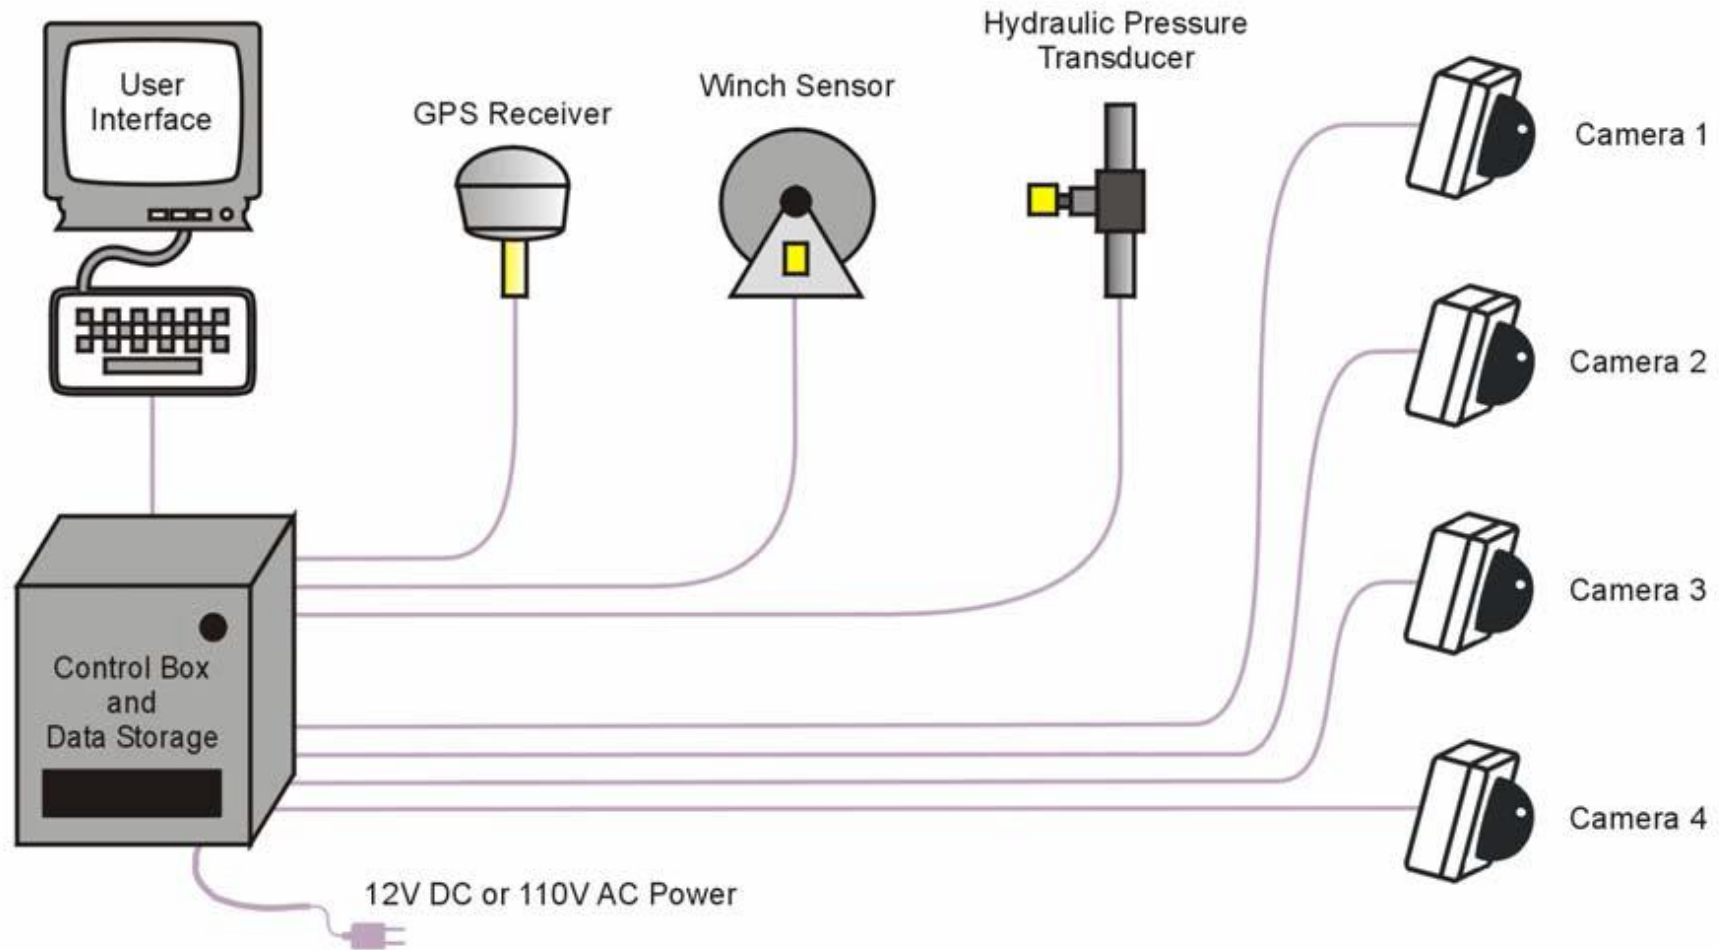 Hydraulic Pressure
Transducer
User
Interface
Winch Sensor
GPS Receiver
Camera 1
Camera 2
Camera 3
Control Box
and
Data Storage
Camera 4
12V DC or 110V AC Power